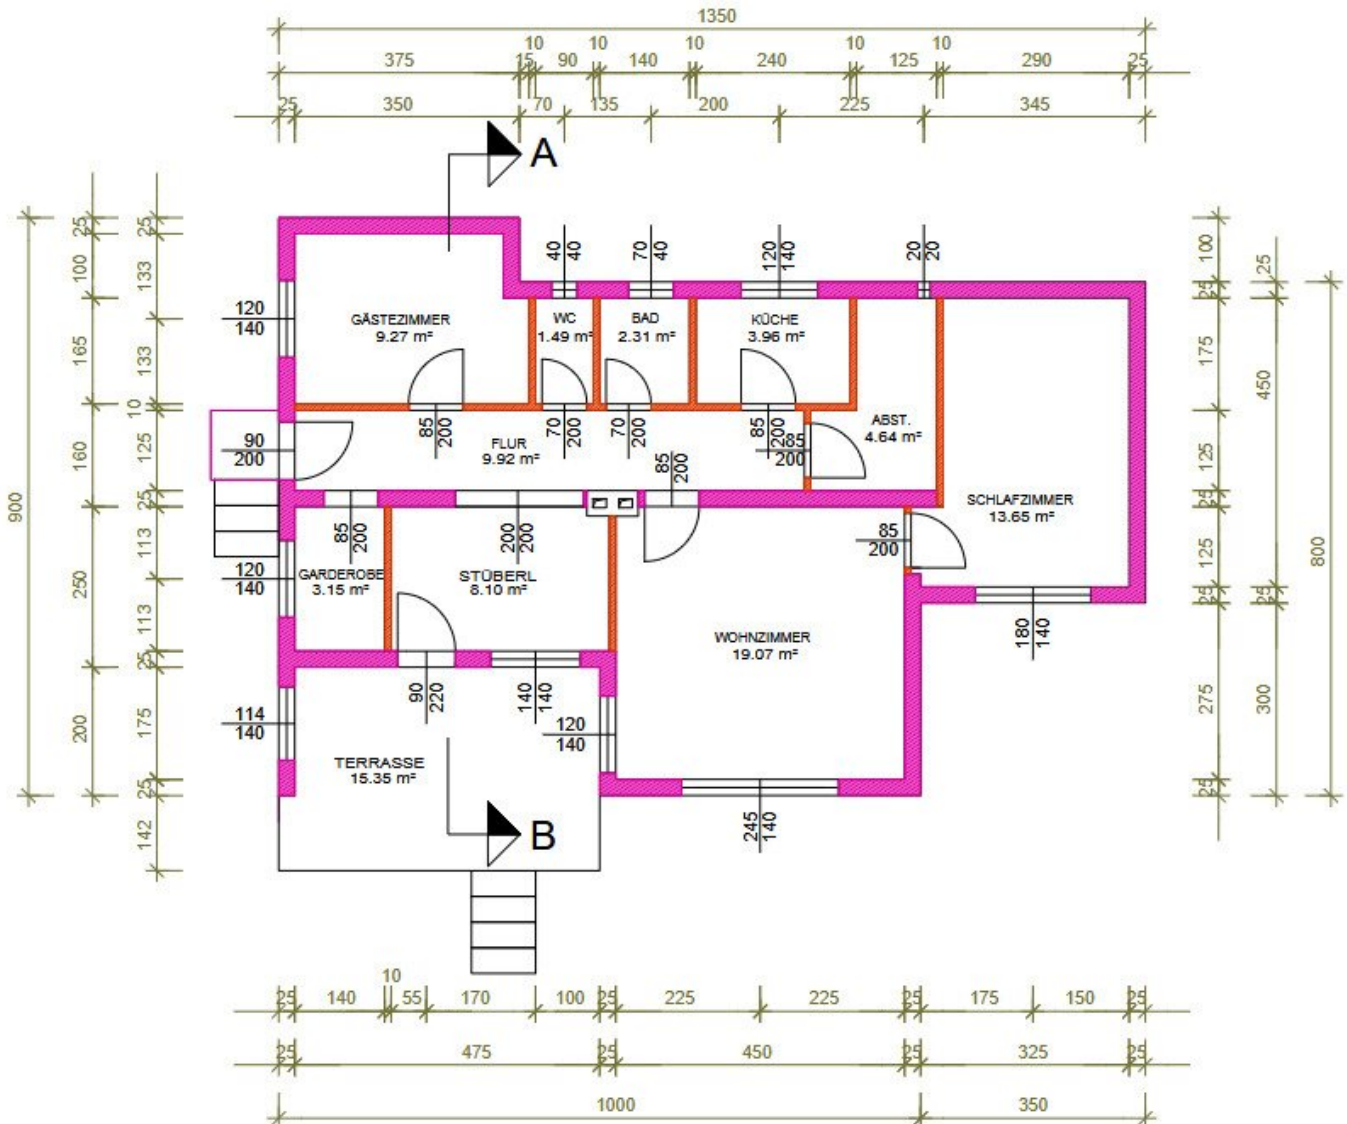 1350
10 10 10 10 10
375 15 90 140 240 125 290 25
25 350 70 135 200 225 345
A
40 40
70 40
120 140
20 20
900
25 100 165 10 160 250 200
25 133 133 10 125 25 113 113 25 175 25 142
120
140
GÄSTEZIMMER
9.27 m²
WC
1.49 m²
BAD
2.31 m²
KÜCHE
3.96 m²
85 200
70 200
70 200
85 200
90
200
FLUR
9.92 m²
85 200
85
200
ABST.
4.64 m²
SCHLAFZIMMER
13.65 m²
85 200
200 200
85
200
120
140
GARDEROBE
3.15 m²
STÜBERL
8.10 m²
WOHNZIMMER
19.07 m²
180 140
90 220
140 140
114
140
120
140
TERRASSE
15.35 m²
245 140
B
100 25 175 125 25 125 25 275 25
25 450 25 300
800
10
25 140 55 170 100 25 225 225 25 175 150 25
25 475 25 450 25 325 25
1000 350